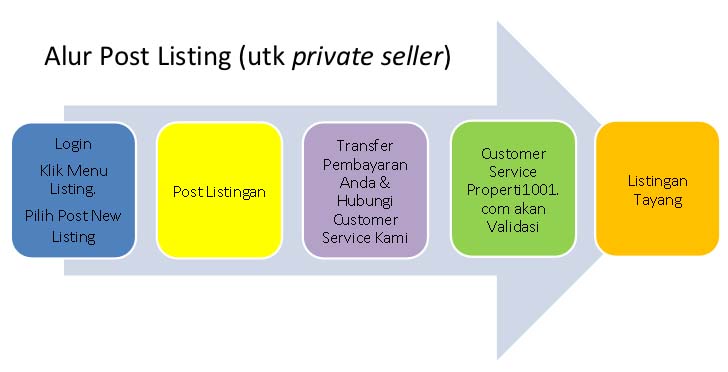 Alur Post Listing (utk private seller)
Login
Klik Menu
Listing.
Pilih Post New
Listing
Post Listingan
Transfer
Pembayaran
Anda &
Hubungi
Customer
Service Kami
Customer
Service
Properti1001.
com akan
Validasi
Listingan
Tayang